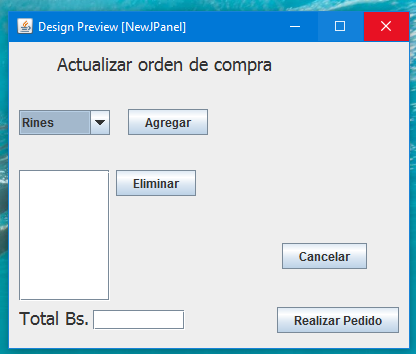 Design Preview [NewJPanel]
Actualizar orden de compra
Rines
Agregar
Eliminar
Cancelar
Total Bs.
Realizar Pedido